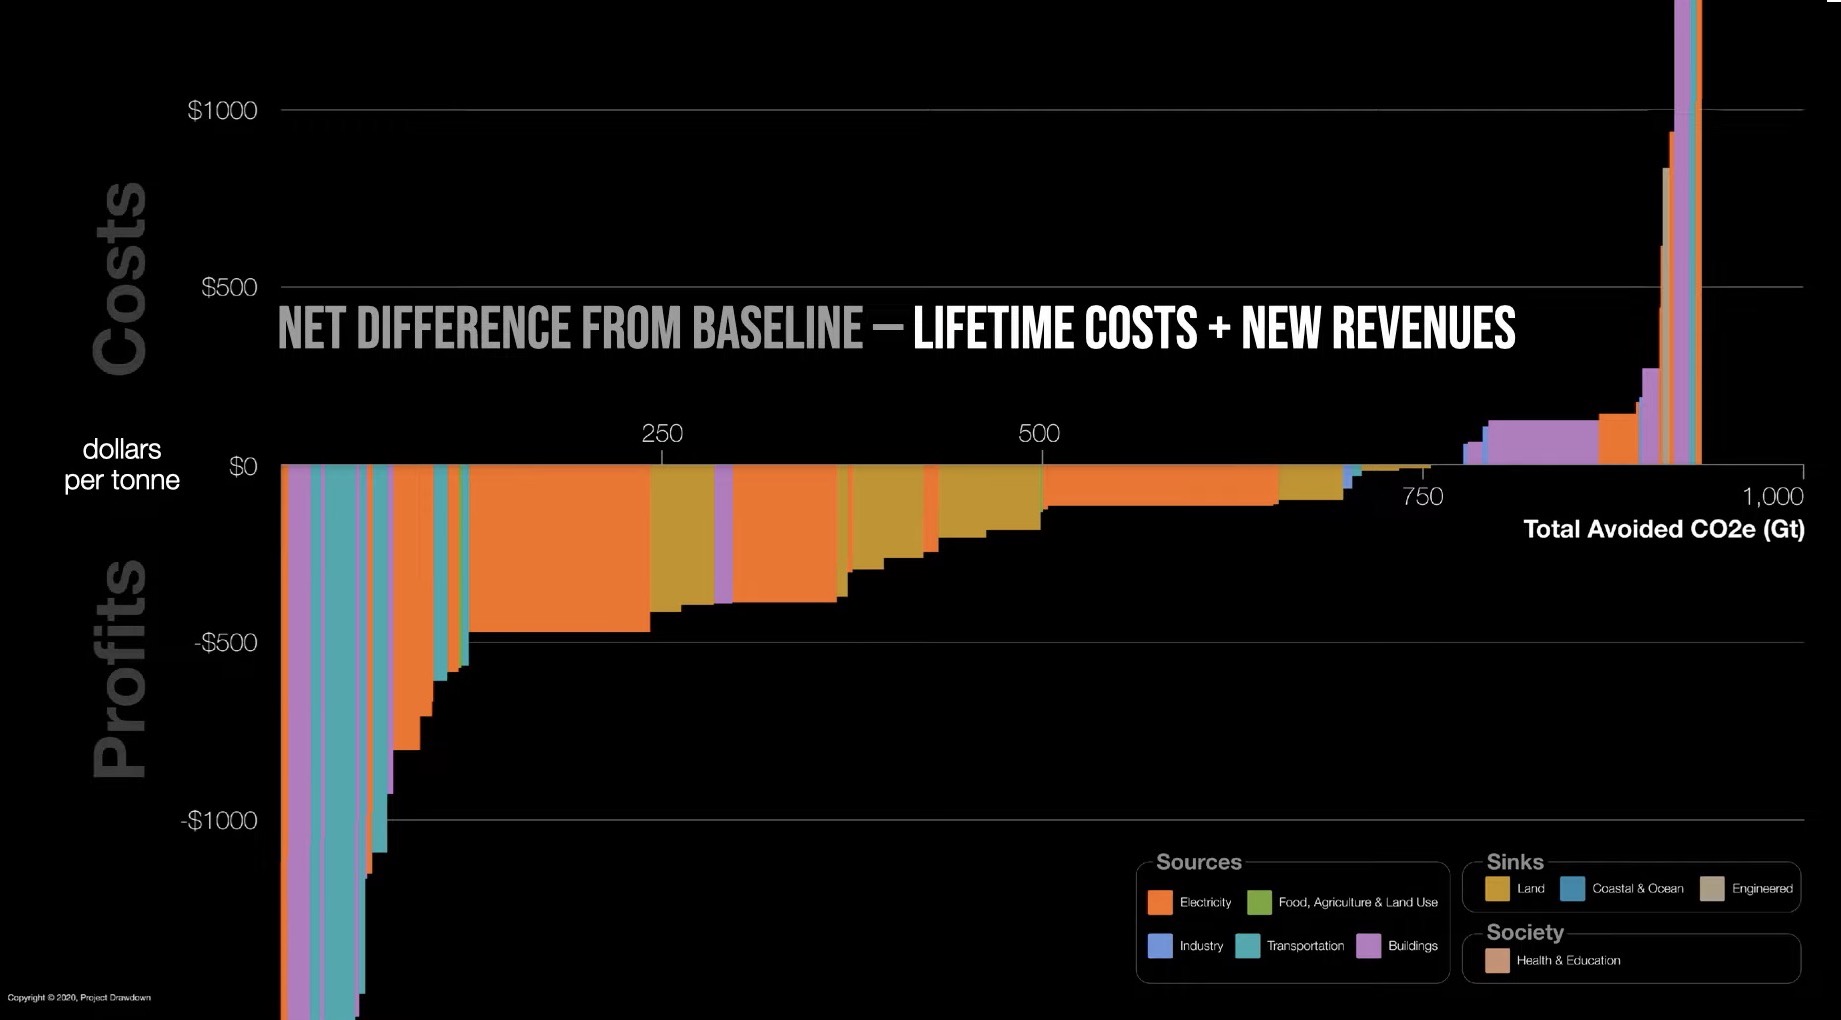 $1000
Costs
$500
NET DIFFERENCE FROM BASELINE – LIFETIME COSTS + NEW REVENUES
250
500
dollars
per tonne
$0
750
1,000
Total Avoided CO2e (Gt)
Profits
-$500
-$1000
Sources
Electricity
Food, Agriculture & Land Use
Industry
Transportation
Buildings
Sinks
Land
Coastal & Ocean
Engineered
Society
Health & Education
Copyright © 2020, Project Drawdown